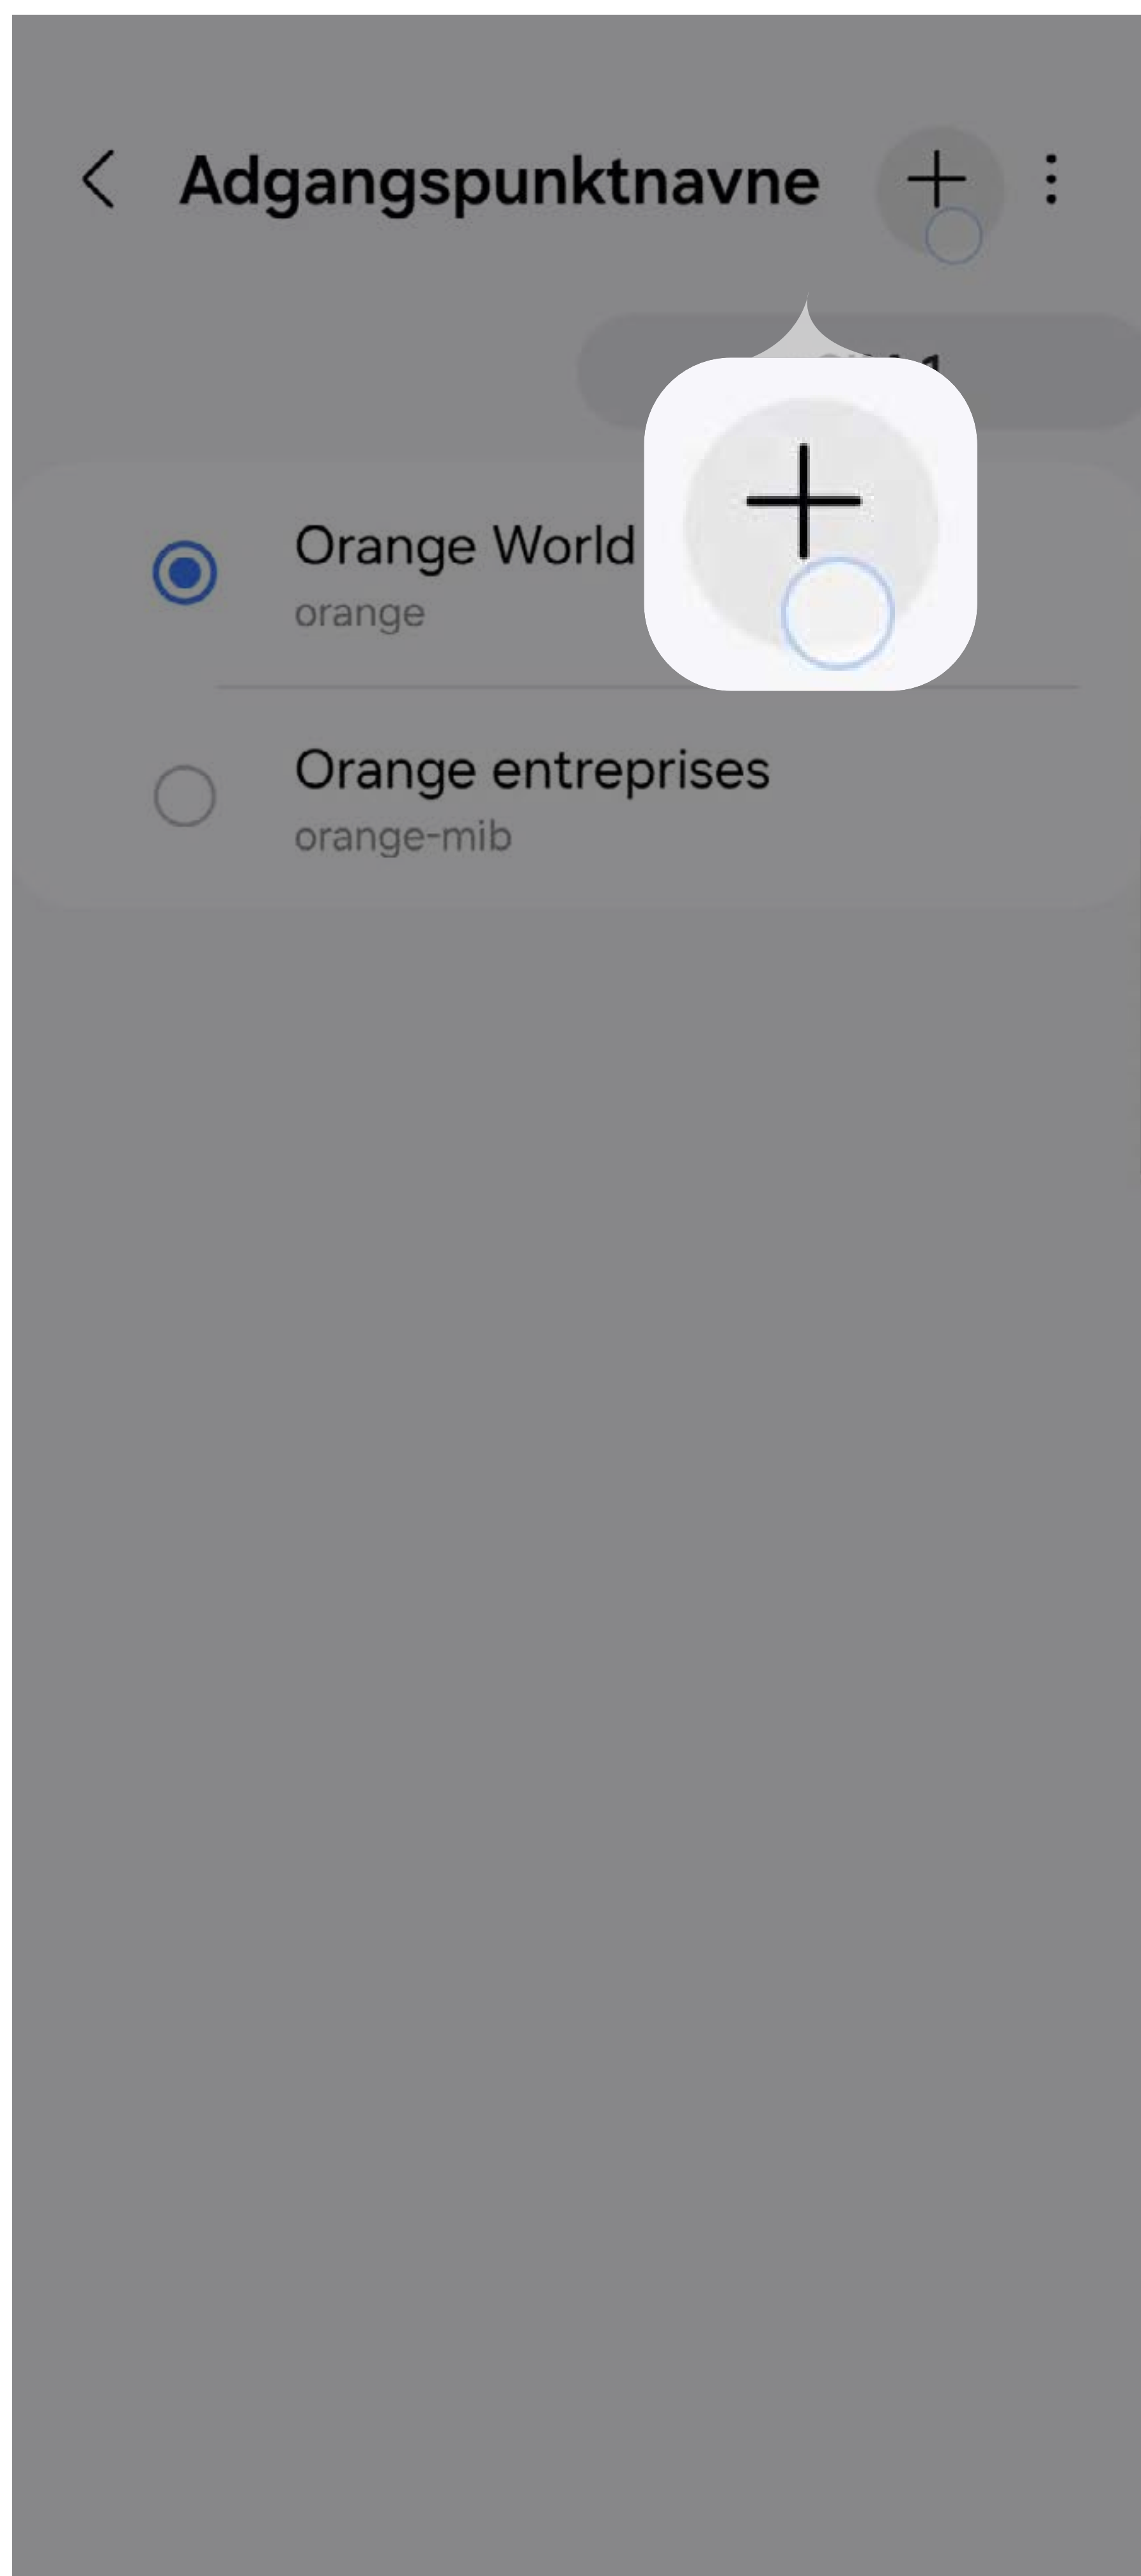 Adgangspunktnavne
Orange World
orange
Orange entreprises
orange-mib